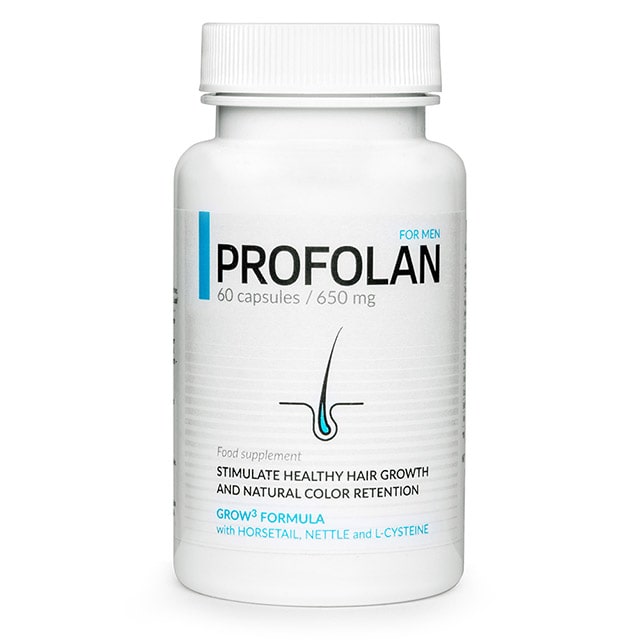 FOR MEN
PROFOLAN
60 capsules / 650 mg
Food supplement
STIMULATE HEALTHY HAIR GROWTH
AND NATURAL COLOR RETENTION
GROW³ FORMULA
with HORSETAIL, NETTLE and L-CYSTEINE